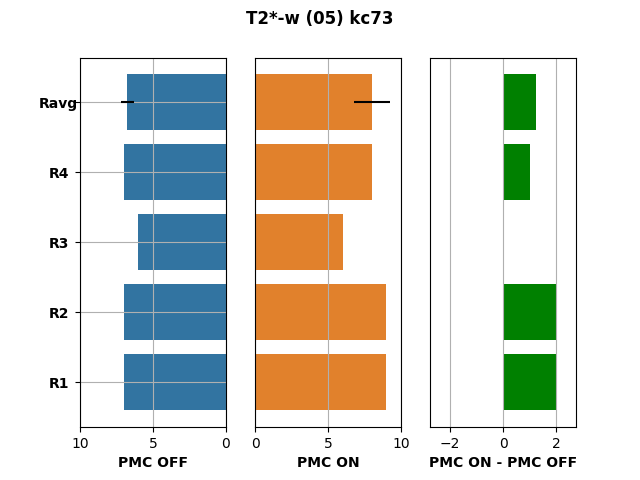 T2*-w (05) kc73
Ravg
R4
R3
R2
R1
10 5 0
0 5 10
−2 0 2
PMC OFF
PMC ON
PMC ON - PMC OFF